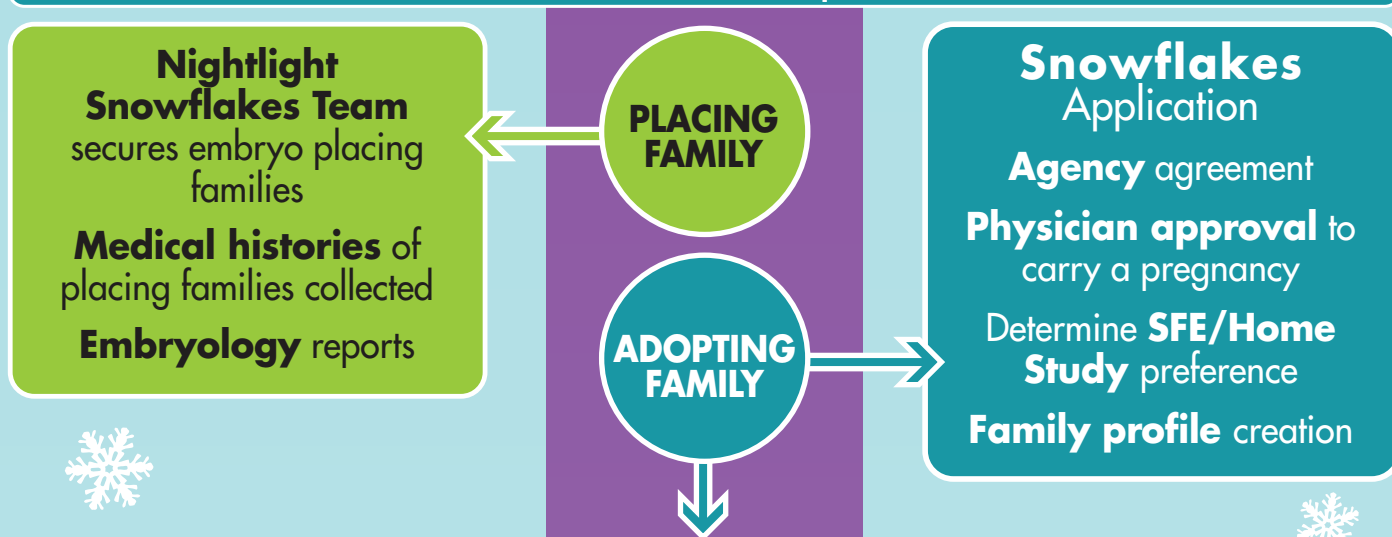 Nightlight
Snowflakes Team
secures embryo placing
families
Medical histories of
placing families collected
Embryology reports
PLACING
FAMILY
ADOPTING
FAMILY
Snowflakes
Application
Agency agreement
Physician approval to
carry a pregnancy
Determine SFE/Home
Study preference
Family profile creation